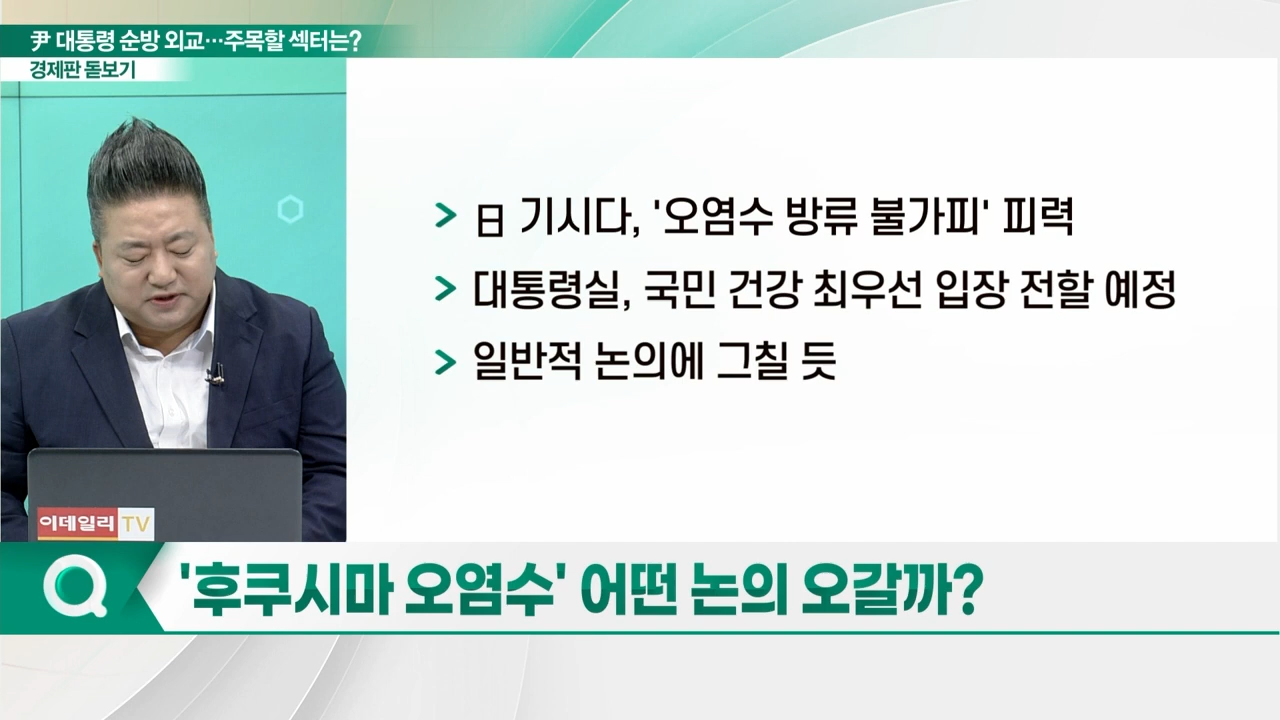 尹 대통령 순방 외교…주목할 섹터는?
경제판 돋보기
> 日 기시다, '오염수 방류 불가피' 피력
> 대통령실, 국민 건강 최우선 입장 전할 예정
> 일반적 논의에 그칠 듯
이데일리 TV
Q '후쿠시마 오염수' 어떤 논의 오갈까?